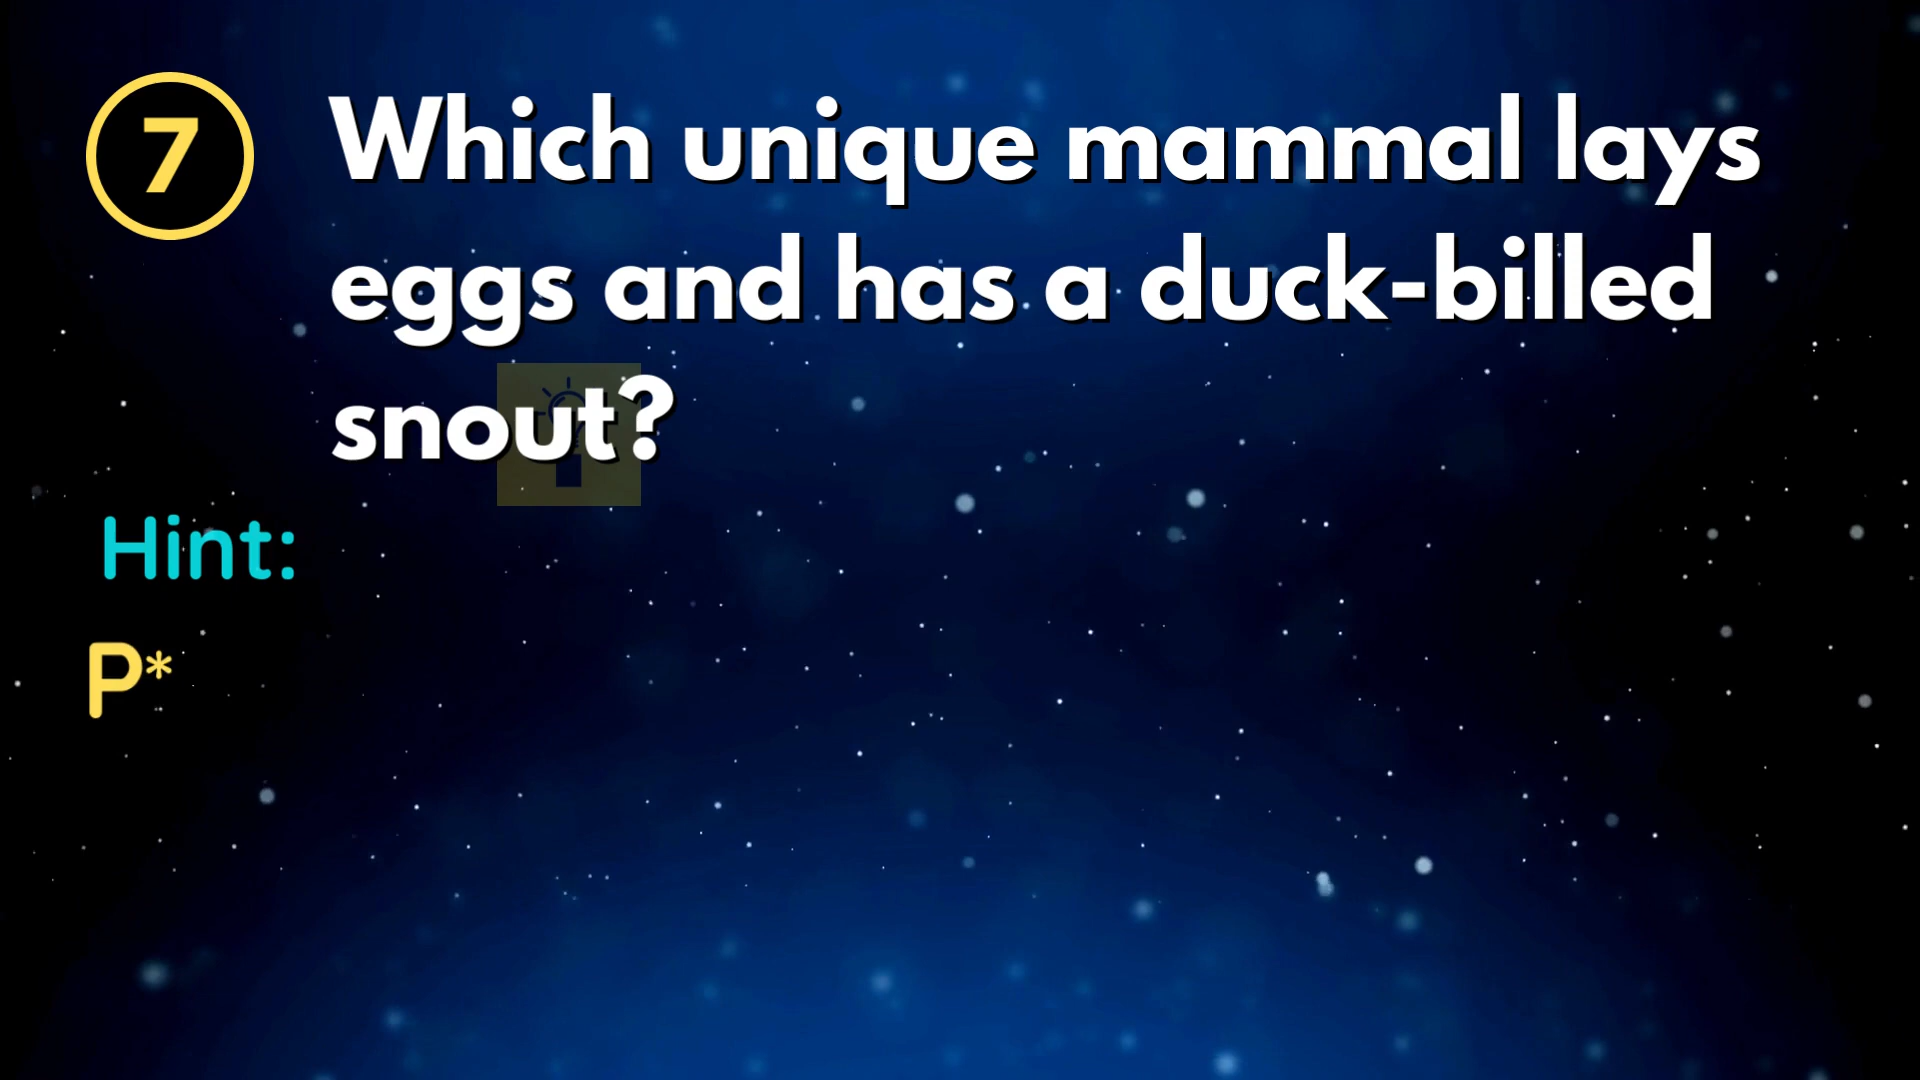 7
Which unique mammal lays
eggs and has a duck-billed
snout?
Hint:
P*